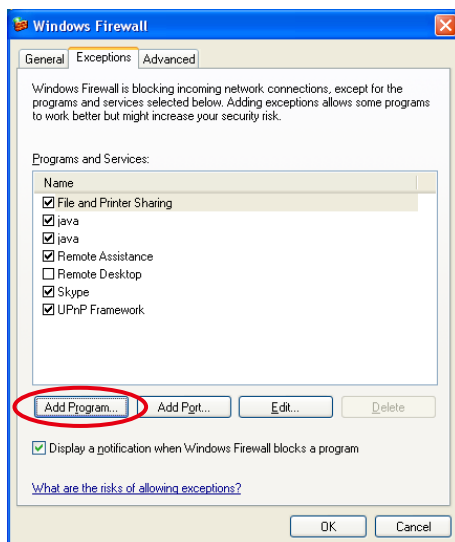 Windows Firewall
General Exceptions Advanced
Windows Firewall is blocking incoming network connections, except for the
programs and services selected below. Adding exceptions allows some programs
to work better but might increase your security risk.
Programs and Services:
Name
File and Printer Sharing
java
java
Remote Assistance
Remote Desktop
Skype
UPnP Framework
Add Program... Add Port... Edit... Delete
Display a notification when Windows Firewall blocks a program
What are the risks of allowing exceptions?
OK Cancel